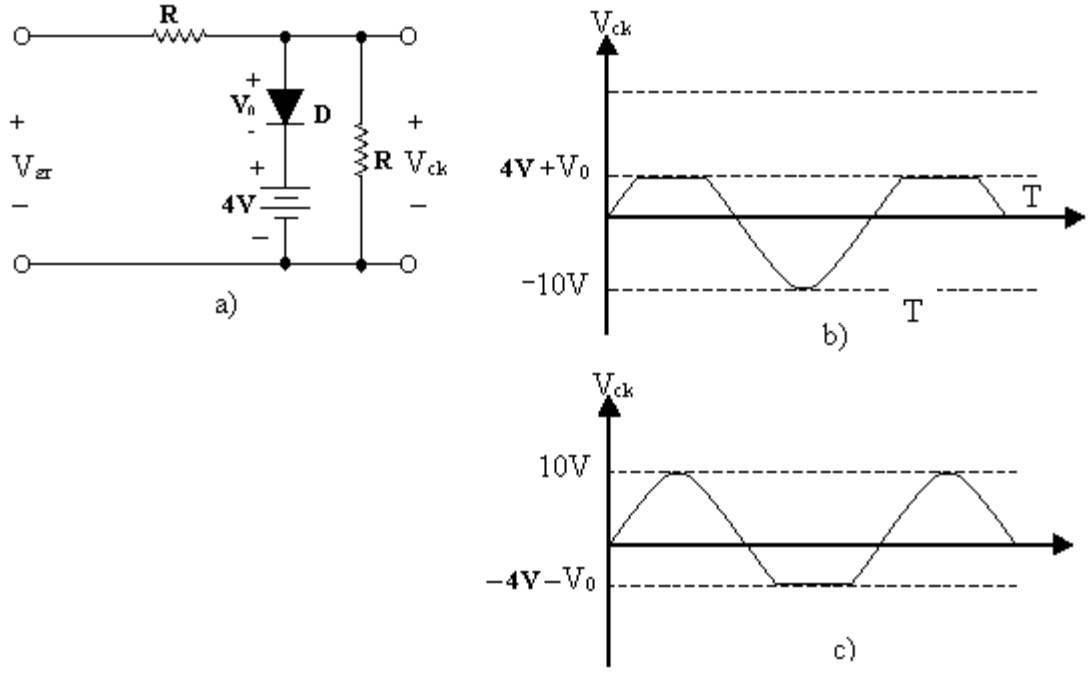 R
+
V₀
-
D
+
4V
−
R
+
Vgr
−
+
Vck
−
a)
Vck
4V+V₀
-10V
T
T
b)
Vck
10V
−4V−V₀
c)